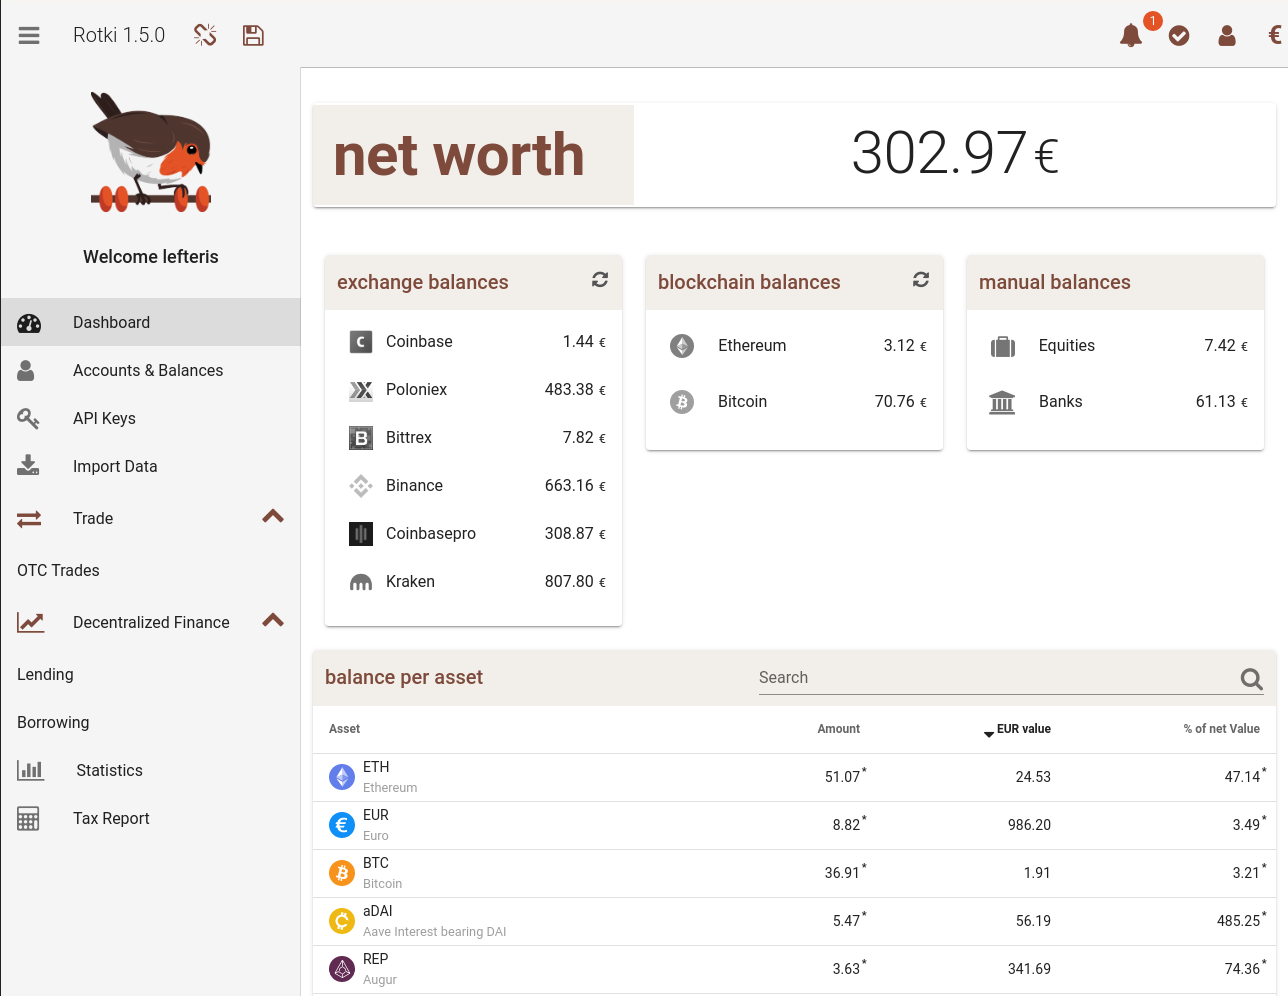 Rotki 1.5.0
1
€
Welcome lefteris
Dashboard
Accounts & Balances
API Keys
Import Data
Trade
OTC Trades
Decentralized Finance
Lending
Borrowing
Statistics
Tax Report
net worth 302.97 €
exchange balances
Coinbase 1.44 €
Poloniex 483.38 €
Bittrex 7.82 €
Binance 663.16 €
Coinbasepro 308.87 €
Kraken 807.80 €
blockchain balances
Ethereum 3.12 €
Bitcoin 70.76 €
manual balances
Equities 7.42 €
Banks 61.13 €
balance per asset Search
Asset Amount EUR value % of net Value
ETH 51.07* 24.53 47.14*
Ethereum
EUR 8.82* 986.20 3.49*
Euro
BTC 36.91* 1.91 3.21*
Bitcoin
aDAI 5.47* 56.19 485.25*
Aave Interest bearing DAI
REP 3.63* 341.69 74.36*
Augur